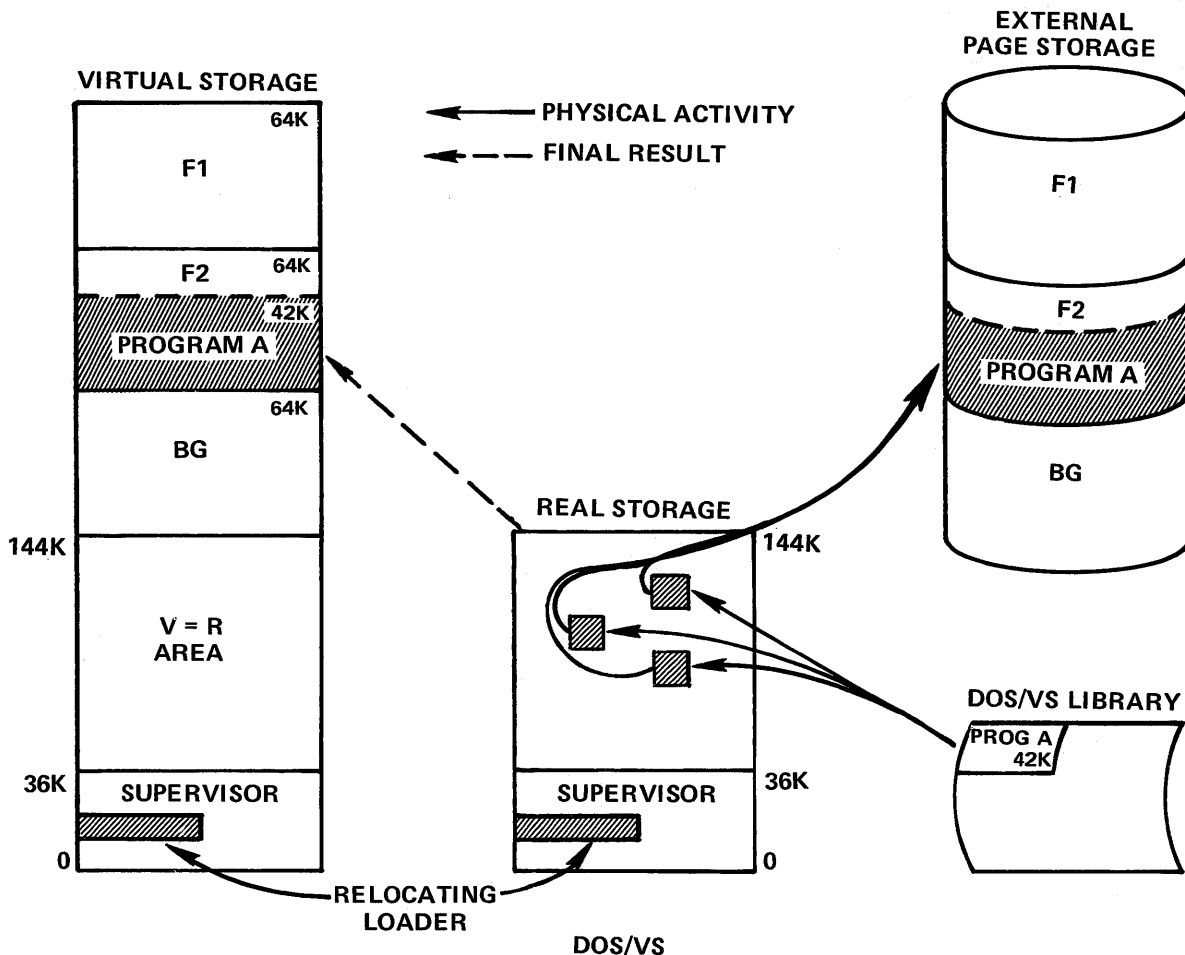 EXTERNAL
PAGE STORAGE
VIRTUAL STORAGE
64K
F1
PHYSICAL ACTIVITY
FINAL RESULT
F1
64K
F2
42K
PROGRAM A
F2
PROGRAM A
64K
BG
BG
REAL STORAGE
144K
144K
V = R
AREA
DOS/VS LIBRARY
PROG A
42K
36K
SUPERVISOR
SUPERVISOR
36K
0
0
RELOCATING
LOADER
DOS/VS